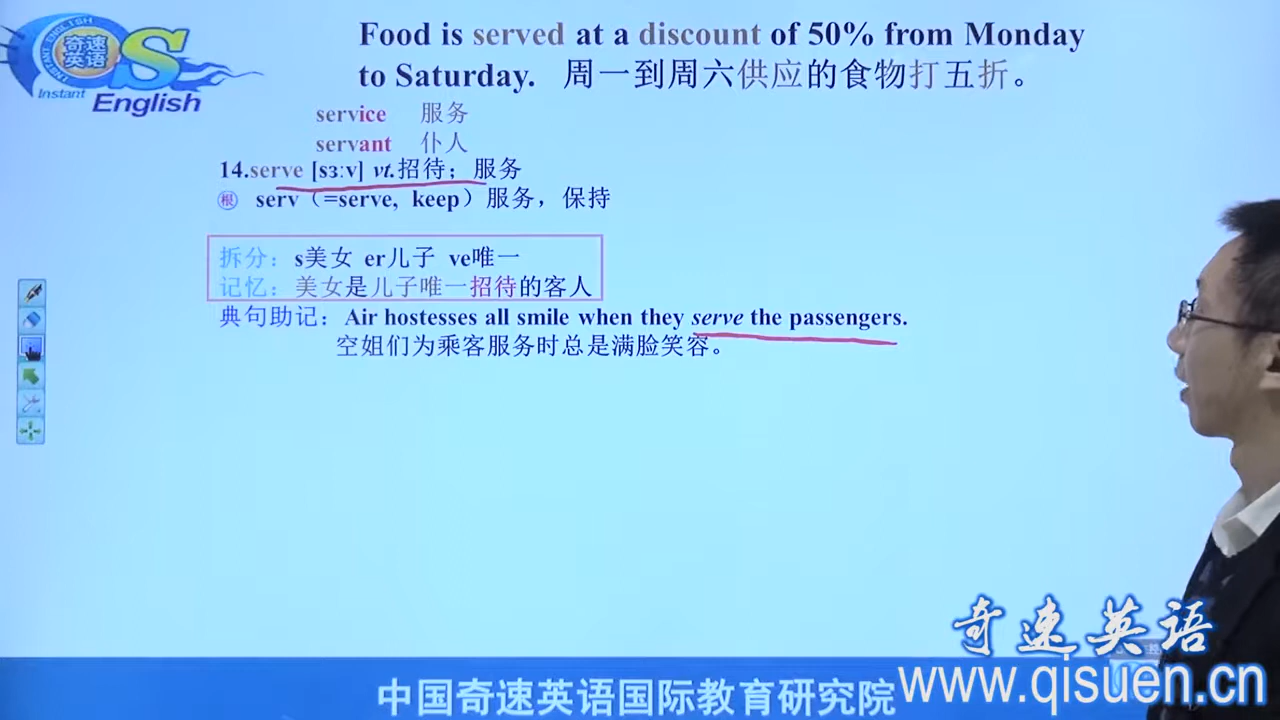 奇速英语
INSTANT ENGLISH
S
Instant
English
Food is served at a discount of 50% from Monday
to Saturday. 周一到周六供应的食物打五折。
service 服务
servant 仆人
14.serve [sɜːv] vt.招待；服务
根 serv（=serve, keep）服务，保持
拆分：s美女 er儿子 ve唯一
记忆：美女是儿子唯一招待的客人
典句助记：Air hostesses all smile when they serve the passengers.
空姐们为乘客服务时总是满脸笑容。
奇速英语
www.qisuen.cn
中国奇速英语国际教育研究院